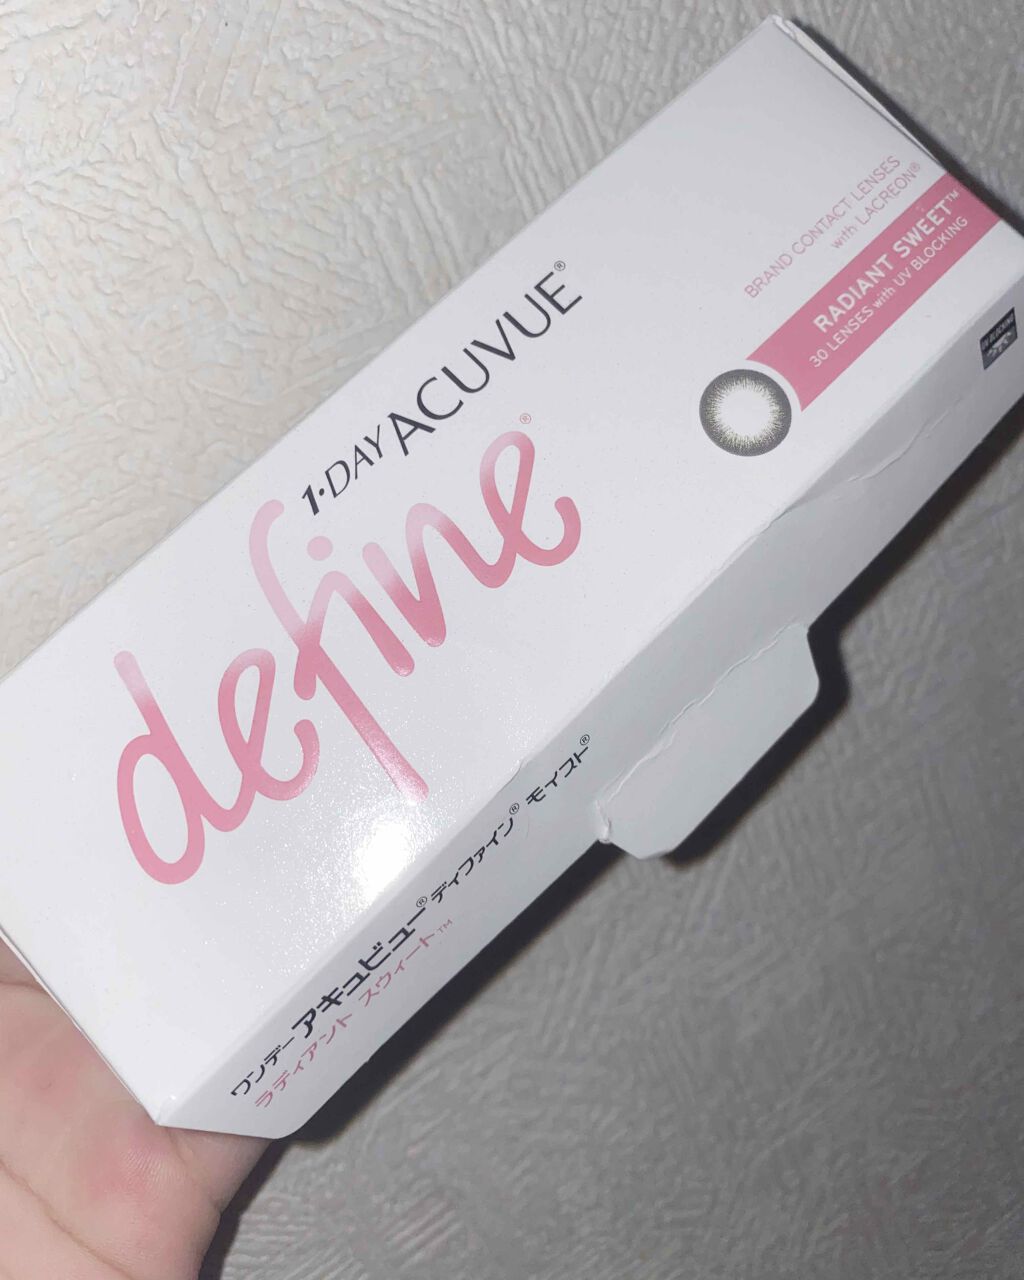 1·DAY ACUVUE®
define®
BRAND CONTACT LENSES
with LACREON®
RADIANT SWEET™
30 LENSES with UV BLOCKING
UV BLOCKING
ワンデー アキュビュー® ディファイン® モイスト®
ラディアント スウィート™